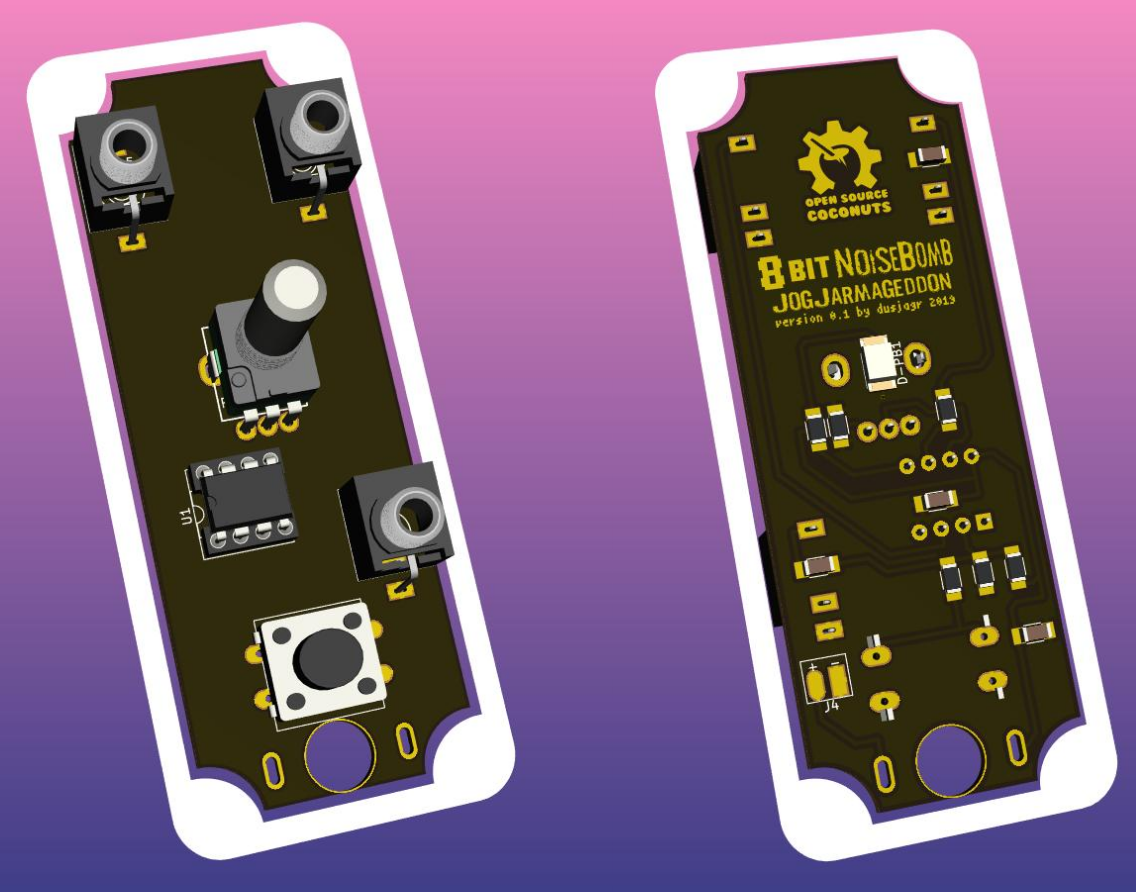 U1
OPEN SOURCE
COCONUTS
8 BIT NOiSEBOMB
JOGJARMAGEDDON
version 0.1 by dusjagr 2019
D-PB1
+ -
J4